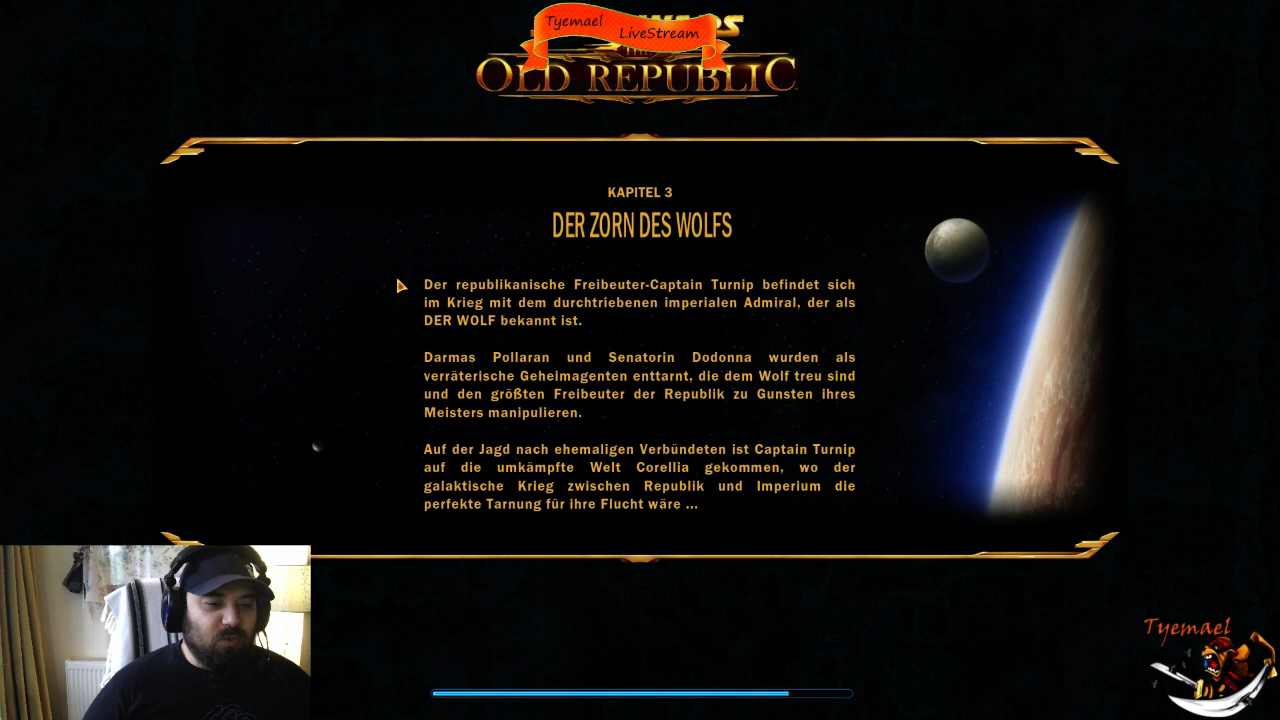 Tyemael
LiveStream
OLD REPUBLIC
KAPITEL 3
DER ZORN DES WOLFS
Der republikanische Freibeuter-Captain Turnip befindet sich
im Krieg mit dem durchtriebenen imperialen Admiral, der als
DER WOLF bekannt ist.
Darmas Pollaran und Senatorin Dodonna wurden als
verräterische Geheimagenten enttarnt, die dem Wolf treu sind
und den größten Freibeuter der Republik zu Gunsten ihres
Meisters manipulieren.
Auf der Jagd nach ehemaligen Verbündeten ist Captain Turnip
auf die umkämpfte Welt Corellia gekommen, wo der
galaktische Krieg zwischen Republik und Imperium die
perfekte Tarnung für ihre Flucht wäre ...
Tyemael